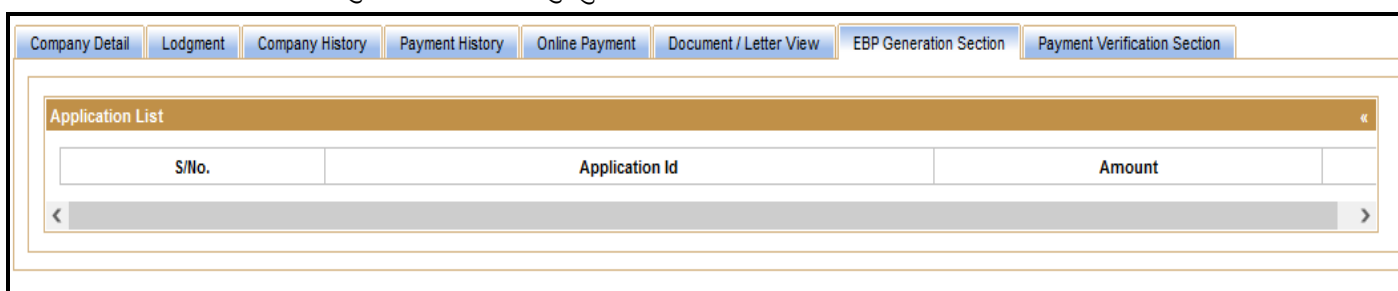 Company Detail Lodgment Company History Payment History Online Payment Document / Letter View EBP Generation Section Payment Verification Section
Application List «
S/No. Application Id Amount